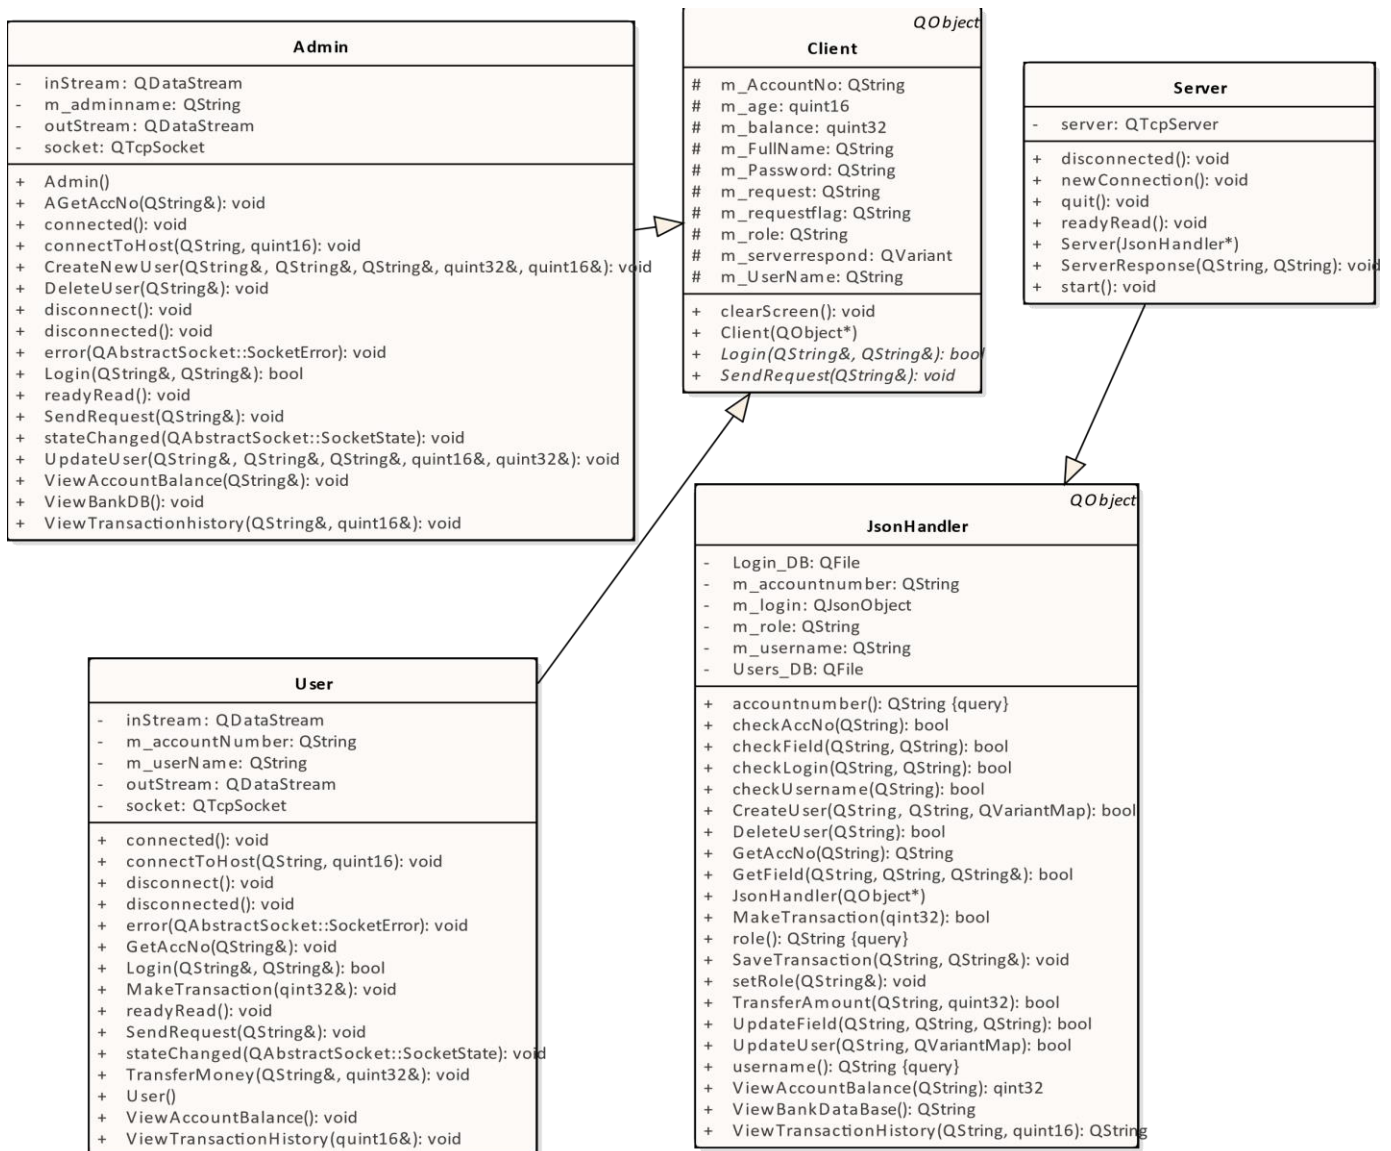 Admin
- inStream: QDataStream
- m_adminname: QString
- outStream: QDataStream
- socket: QTcpSocket
+ Admin()
+ AGetAccNo(QString&): void
+ connected(): void
+ connectToHost(QString, quint16): void
+ CreateNewUser(QString&, QString&, QString&, quint32&, quint16&): void
+ DeleteUser(QString&): void
+ disconnect(): void
+ disconnected(): void
+ error(QAbstractSocket::SocketError): void
+ Login(QString&, QString&): bool
+ readyRead(): void
+ SendRequest(QString&): void
+ stateChanged(QAbstractSocket::SocketState): void
+ UpdateUser(QString&, QString&, QString&, quint16&, quint32&): void
+ ViewAccountBalance(QString&): void
+ ViewBankDB(): void
+ ViewTransactionhistory(QString&, quint16&): void
QObject
Client
# m_AccountNo: QString
# m_age: quint16
# m_balance: quint32
# m_FullName: QString
# m_Password: QString
# m_request: QString
# m_requestflag: QString
# m_role: QString
# m_serverrespond: QVariant
# m_UserName: QString
+ clearScreen(): void
+ Client(QObject*)
+ Login(QString&, QString&): bool
+ SendRequest(QString&): void
Server
- server: QTcpServer
+ disconnected(): void
+ newConnection(): void
+ quit(): void
+ readyRead(): void
+ Server(JsonHandler*)
+ ServerResponse(QString, QString): void
+ start(): void
User
- inStream: QDataStream
- m_accountNumber: QString
- m_userName: QString
- outStream: QDataStream
- socket: QTcpSocket
+ connected(): void
+ connectToHost(QString, quint16): void
+ disconnect(): void
+ disconnected(): void
+ error(QAbstractSocket::SocketError): void
+ GetAccNo(QString&): void
+ Login(QString&, QString&): bool
+ MakeTransaction(qint32&): void
+ readyRead(): void
+ SendRequest(QString&): void
+ stateChanged(QAbstractSocket::SocketState): void
+ TransferMoney(QString&, quint32&): void
+ User()
+ ViewAccountBalance(): void
+ ViewTransactionHistory(quint16&): void
QObject
JsonHandler
- Login_DB: QFile
- m_accountnumber: QString
- m_login: QJsonObject
- m_role: QString
- m_username: QString
- Users_DB: QFile
+ accountnumber(): QString {query}
+ checkAccNo(QString): bool
+ checkField(QString, QString): bool
+ checkLogin(QString, QString): bool
+ checkUsername(QString): bool
+ CreateUser(QString, QString, QVariantMap): bool
+ DeleteUser(QString): bool
+ GetAccNo(QString): QString
+ GetField(QString, QString, QString&): bool
+ JsonHandler(QObject*)
+ MakeTransaction(qint32): bool
+ role(): QString {query}
+ SaveTransaction(QString, QString&): void
+ setRole(QString&): void
+ TransferAmount(QString, quint32): bool
+ UpdateField(QString, QString, QString): bool
+ UpdateUser(QString, QVariantMap): bool
+ username(): QString {query}
+ ViewAccountBalance(QString): qint32
+ ViewBankDataBase(): QString
+ ViewTransactionHistory(QString, quint16): QString